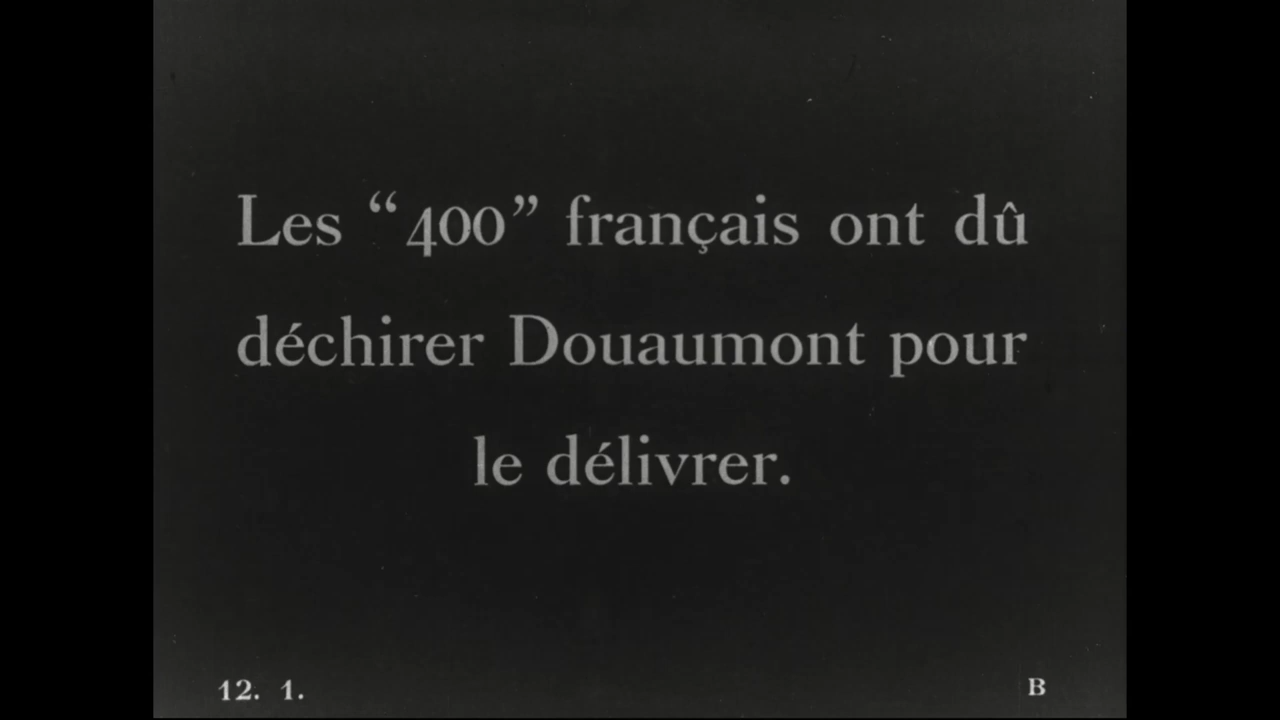 Les “400” français ont dû
déchirer Douaumont pour
le délivrer.
12. 1.
B